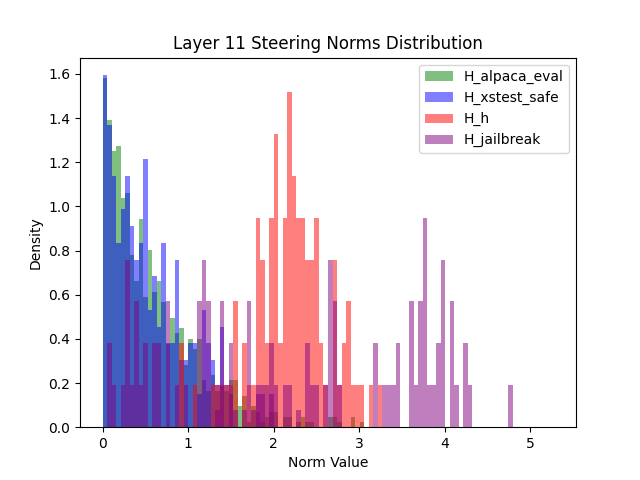 Layer 11 Steering Norms Distribution
H_alpaca_eval
H_xstest_safe
H_h
H_jailbreak
Density
1.6
1.4
1.2
1.0
0.8
0.6
0.4
0.2
0.0
0 1 2 3 4 5
Norm Value